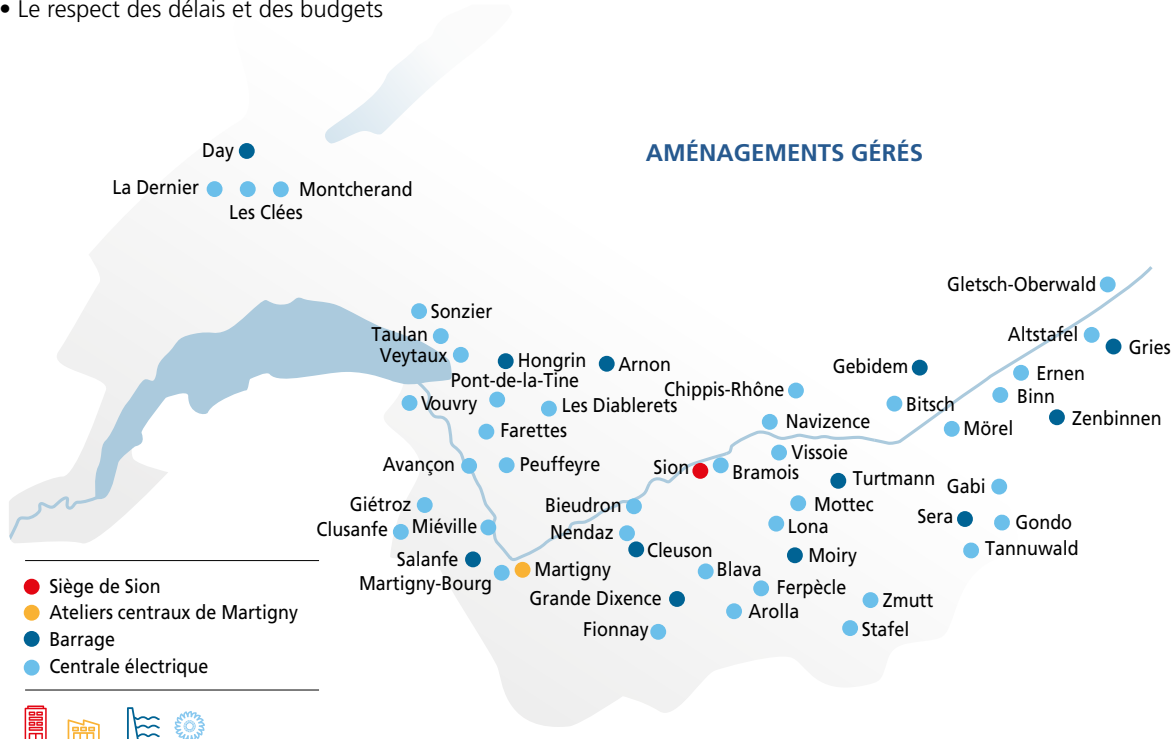 • Le respect des délais et des budgets
AMÉNAGEMENTS GÉRÉS
Day
La Dernier
Montcherand
Les Clées
Gletsch-Oberwald
Sonzier
Taulan
Altstafel
Gries
Veytaux
Hongrin
Arnon
Gebidem
Ernen
Pont-de-la-Tine
Chippis-Rhône
Binn
Vouvry
Les Diablerets
Bitsch
Zenbinnen
Farettes
Navizence
Mörel
Vissoie
Avançon
Peuffeyre
Sion
Bramois
Turtmann
Gabi
Giétroz
Bieudron
Mottec
Sera
Gondo
Clusanfe
Miéville
Nendaz
Lona
Cleuson
Moiry
Tannuwald
Salanfe
Martigny
Blava
Martigny-Bourg
Ferpècle
Grande Dixence
Zmutt
Arolla
Fionnay
Stafel
Siège de Sion
Ateliers centraux de Martigny
Barrage
Centrale électrique